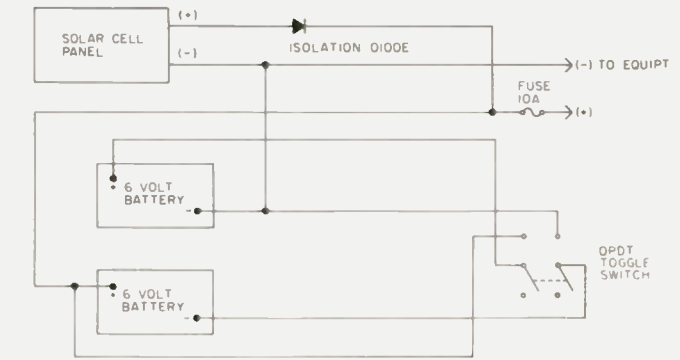 SOLAR CELL
PANEL
(+)
(-)
ISOLATION DIODE
(-) TO EQUIPT
FUSE
10A
(+)
+ 6 VOLT
BATTERY
-
+ 6 VOLT
BATTERY
-
DPDT
TOGGLE
SWITCH